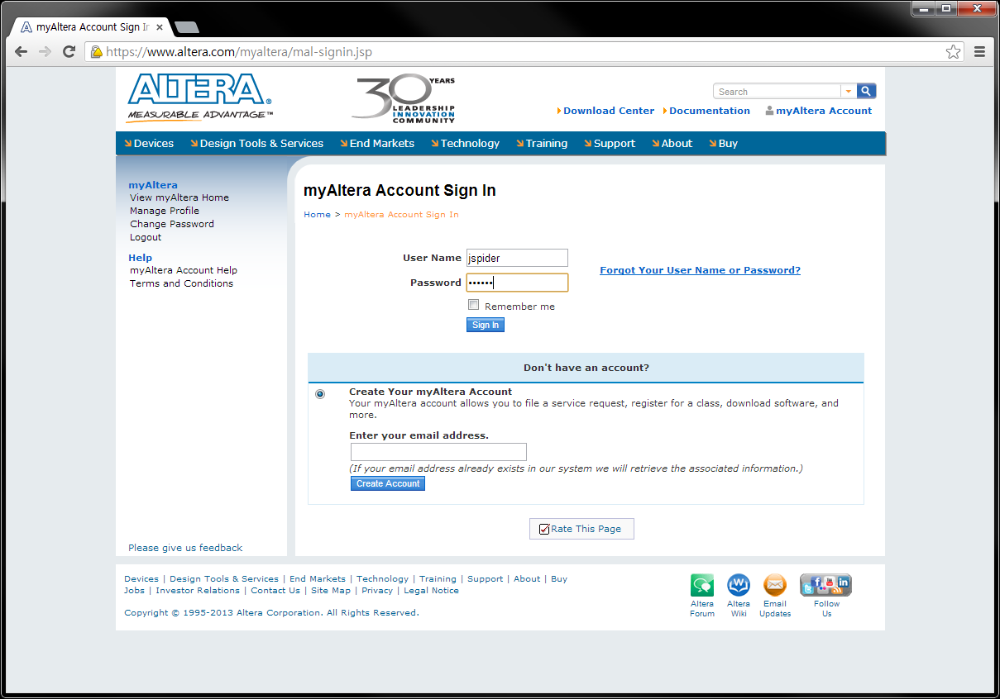 myAltera Account Sign Ir
https://www.altera.com/myaltera/mal-signin.jsp
ALTERA®
MEASURABLE ADVANTAGE™
30 YEARS
LEADERSHIP
INNOVATION
COMMUNITY
Search
Download Center Documentation myAltera Account
Devices Design Tools & Services End Markets Technology Training Support About Buy
myAltera
View myAltera Home
Manage Profile
Change Password
Logout
Help
myAltera Account Help
Terms and Conditions
Please give us feedback
myAltera Account Sign In
Home > myAltera Account Sign In
User Name jspider
Forgot Your User Name or Password?
Password ••••••
Remember me
Sign In
Don't have an account?
Create Your myAltera Account
Your myAltera account allows you to file a service request, register for a class, download software, and
more.
Enter your email address.
(If your email address already exists in our system we will retrieve the associated information.)
Create Account
Rate This Page
Devices | Design Tools & Services | End Markets | Technology | Training | Support | About | Buy
Jobs | Investor Relations | Contact Us | Site Map | Privacy | Legal Notice
Copyright © 1995-2013 Altera Corporation. All Rights Reserved.
Altera
Forum
W
Altera
Wiki
Email
Updates
Follow
Us